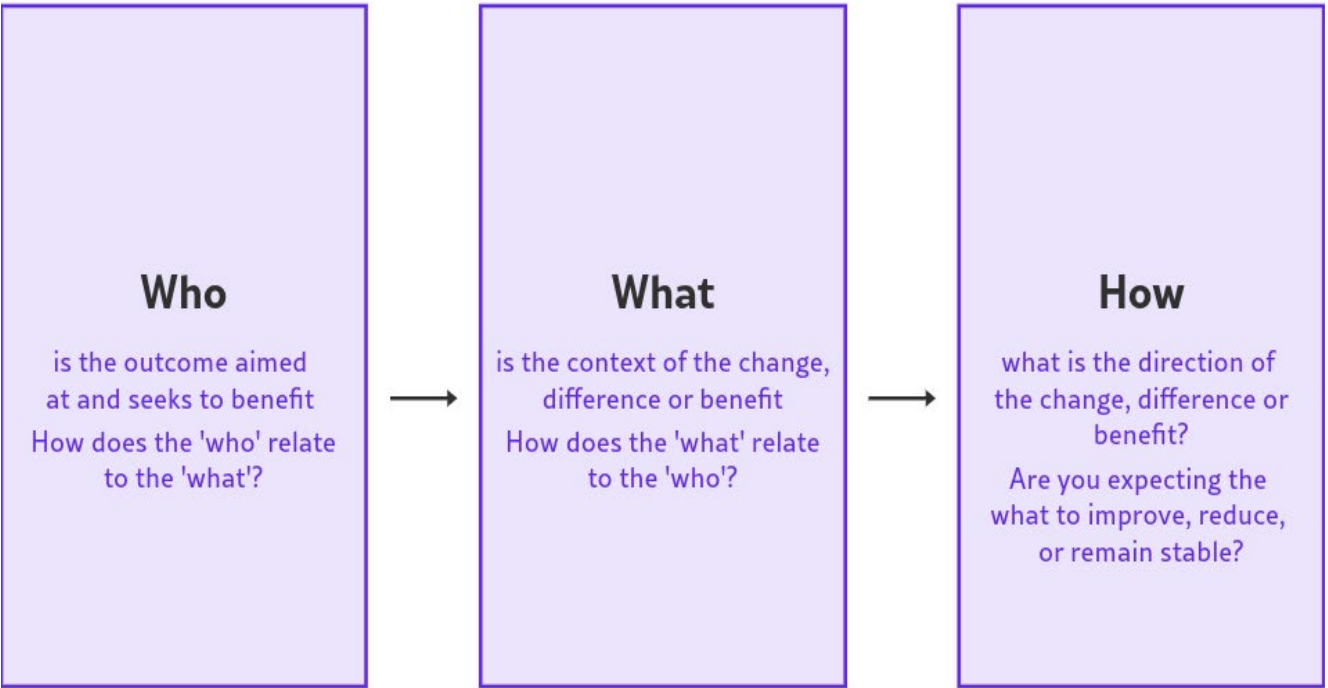 Who
is the outcome aimed
at and seeks to benefit
How does the 'who' relate
to the 'what'?
What
is the context of the change,
difference or benefit
How does the 'what' relate
to the 'who'?
How
what is the direction of
the change, difference or
benefit?
Are you expecting the
what to improve, reduce,
or remain stable?